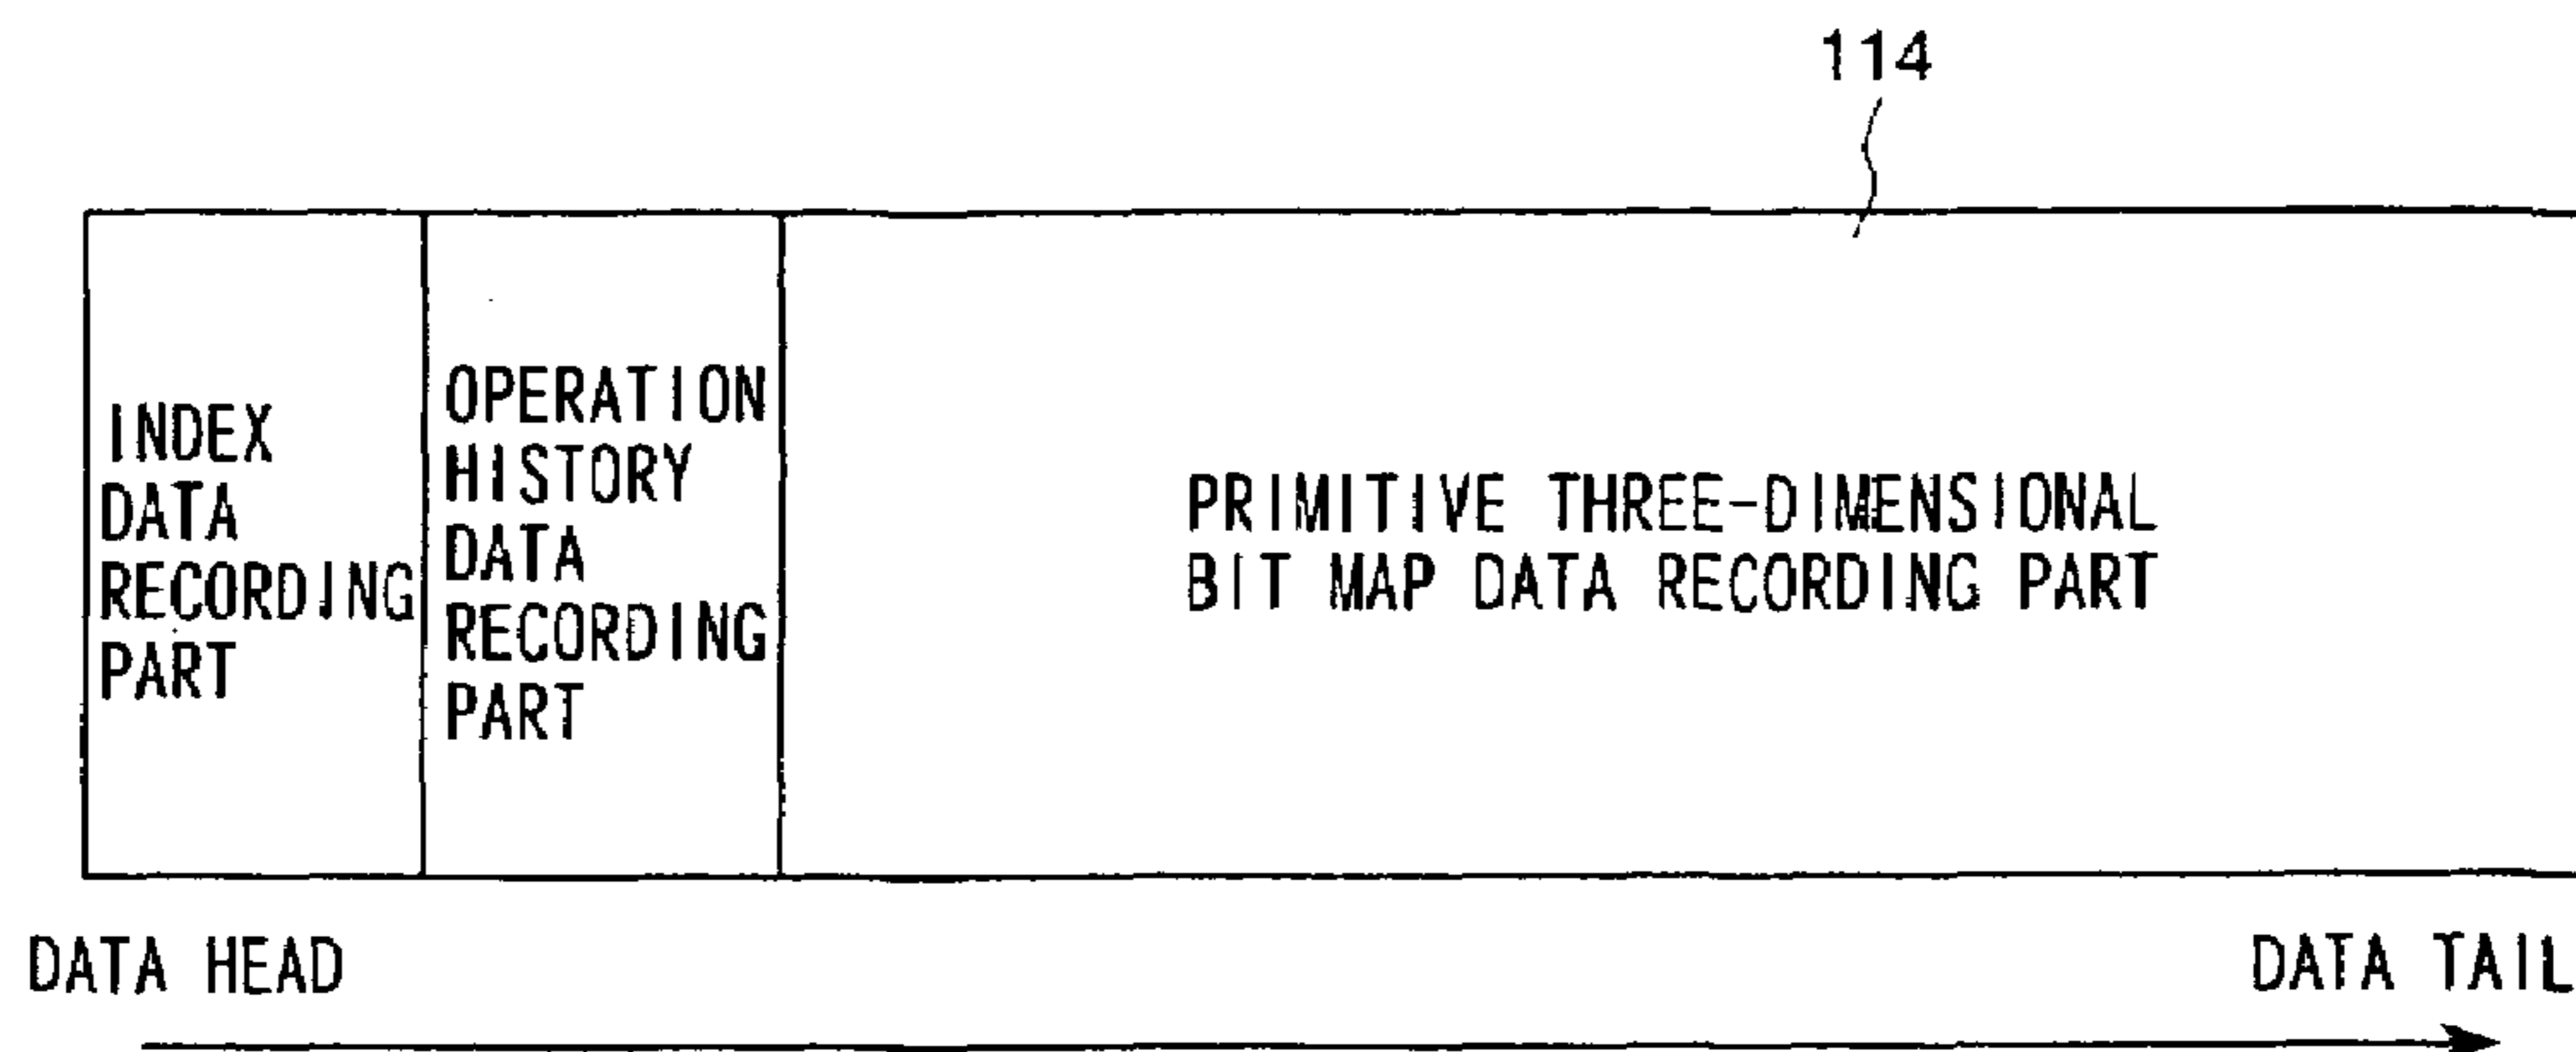 114
INDEX
DATA
RECORDING
PART
OPERATION
HISTORY
DATA
RECORDING
PART
PRIMITIVE THREE-DIMENSIONAL
BIT MAP DATA RECORDING PART
DATA HEAD
DATA TAIL